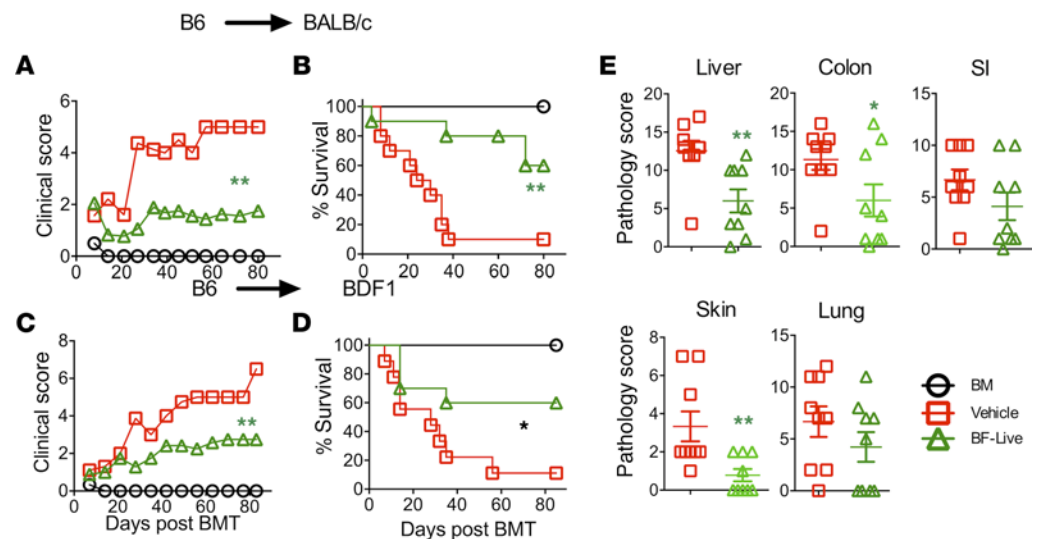 B6 BALB/c
A
Clinical score
6
4
2
0
0 20 40 60 80
**
B
% Survival
100
80
60
40
20
0
0 40 80
**
B6 BDF1
C
Clinical score
8
6
4
2
0
0 20 40 60 80
Days post BMT
**
D
% Survival
100
80
60
40
20
0
0 40 80
Days post BMT
*
E
Liver
Pathology score
20
15
10
5
0
**
Colon
20
15
10
5
0
*
SI
15
10
5
0
Skin
Pathology score
8
6
4
2
0
**
Lung
15
10
5
0
BM
Vehicle
BF-Live